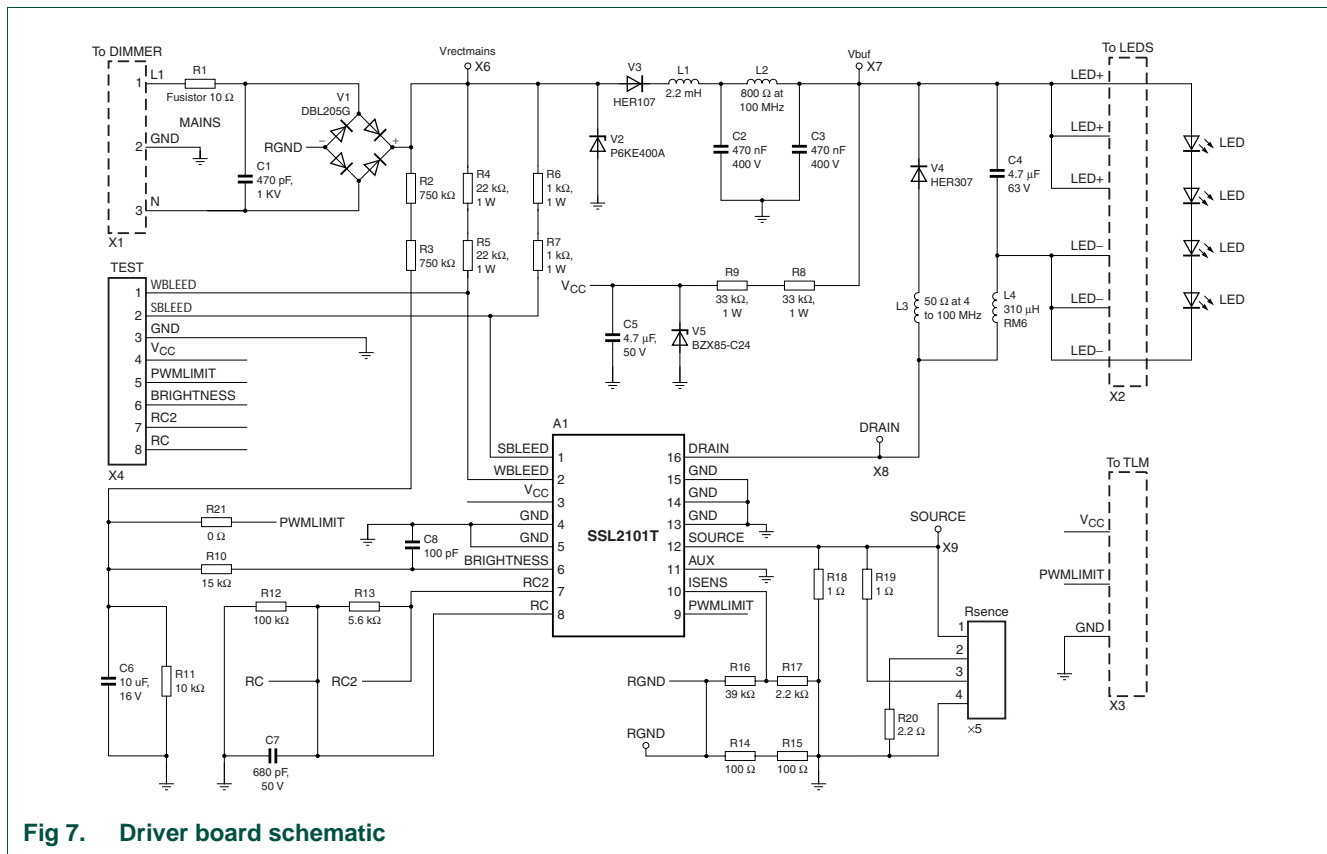 To DIMMER
1
L1
R1
Fusistor 10 Ω
MAINS
2
GND
3
N
X1
C1
470 pF,
1 KV
V1
DBL205G
RGND
−
+
Vrectmains
X6
R2
750 kΩ
R3
750 kΩ
R4
22 kΩ,
1 W
R5
22 kΩ,
1 W
R6
1 kΩ,
1 W
R7
1 kΩ,
1 W
V3
HER107
V2
P6KE400A
L1
2.2 mH
L2
800 Ω at
100 MHz
C2
470 nF
400 V
C3
470 nF
400 V
Vbuf
X7
V4
HER307
C4
4.7 μF
63 V
L3
50 Ω at 4
to 100 MHz
L4
310 μH
RM6
To LEDS
LED+
LED+
LED+
LED−
LED−
LED−
X2
LED
LED
LED
LED
VCC
R9
33 kΩ,
1 W
R8
33 kΩ,
1 W
C5
4.7 μF,
50 V
V5
BZX85-C24
TEST
1
WBLEED
2
SBLEED
3
GND
4
VCC
5
PWMLIMIT
6
BRIGHTNESS
7
RC2
8
RC
X4
A1
SSL2101T
SBLEED
1
WBLEED
2
VCC
3
GND
4
GND
5
BRIGHTNESS
6
RC2
7
RC
8
16
DRAIN
15
GND
14
GND
13
GND
12
SOURCE
11
AUX
10
ISENS
9
PWMLIMIT
DRAIN
X8
SOURCE
X9
R21
0 Ω
PWMLIMIT
R10
15 kΩ
C8
100 pF
R12
100 kΩ
R13
5.6 kΩ
C6
10 uF,
16 V
R11
10 kΩ
RC
RC2
C7
680 pF,
50 V
R18
1 Ω
R19
1 Ω
RGND
R16
39 kΩ
R17
2.2 kΩ
RGND
R14
100 Ω
R15
100 Ω
R20
2.2 Ω
Rsence
1
2
3
4
×5
To TLM
VCC
PWMLIMIT
GND
X3
Fig 7. Driver board schematic